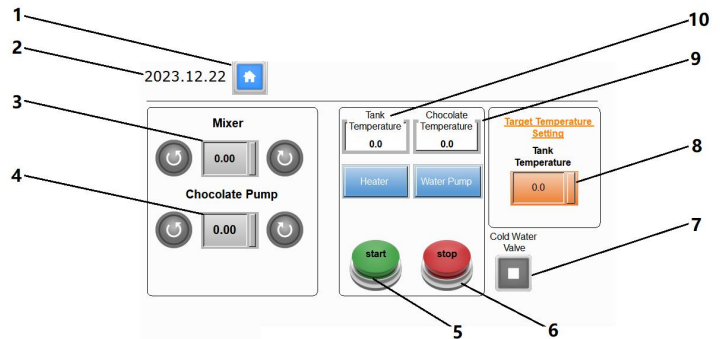 1
10
2
2023.12.22
9
3
Mixer
Tank
Temperature
Chocolate
Temperature
Target Temperature
Setting
0.00
0.0
0.0
Tank
Temperature
8
4
Heater
Water Pump
0.0
Chocolate Pump
0.00
Cold Water
Valve
7
start
stop
5
6